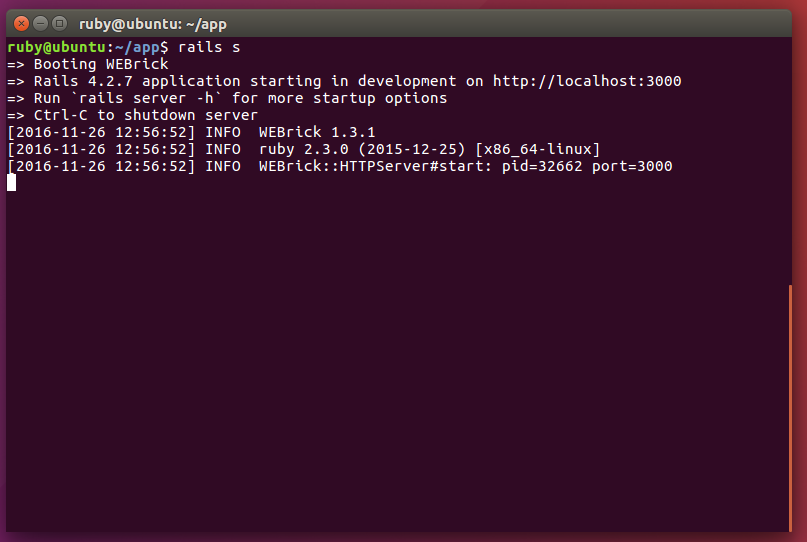 ruby@ubuntu: ~/app
ruby@ubuntu:~/app$ rails s
=> Booting WEBrick
=> Rails 4.2.7 application starting in development on http://localhost:3000
=> Run `rails server -h` for more startup options
=> Ctrl-C to shutdown server
[2016-11-26 12:56:52] INFO  WEBrick 1.3.1
[2016-11-26 12:56:52] INFO  ruby 2.3.0 (2015-12-25) [x86_64-linux]
[2016-11-26 12:56:52] INFO  WEBrick::HTTPServer#start: pid=32662 port=3000